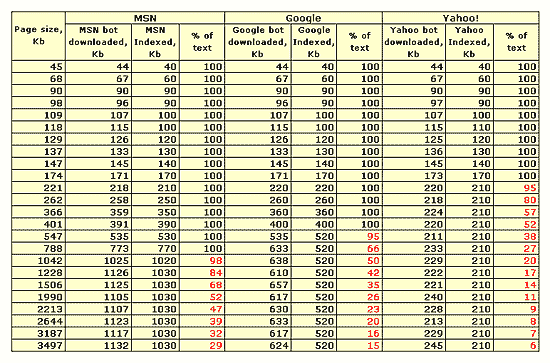 MSN Google Yahoo!
Page size, Kb MSN bot downloaded, Kb MSN Indexed, Kb % of text Google bot downloaded, Kb Google Indexed, Kb % of text Yahoo bot downloaded, Kb Yahoo Indexed, Kb % of text
45 44 40 100 44 40 100 44 40 100
68 67 60 100 67 60 100 67 60 100
90 90 90 100 90 90 100 90 90 100
98 96 90 100 96 90 100 97 90 100
109 107 100 100 107 100 100 107 100 100
118 115 100 100 115 100 100 115 110 100
129 126 120 100 126 120 100 125 120 100
137 133 130 100 133 130 100 136 130 100
147 145 140 100 145 140 100 145 140 100
174 171 170 100 171 170 100 173 170 100
221 218 210 100 220 220 100 220 210 95
262 258 250 100 260 260 100 218 210 80
366 359 350 100 360 360 100 224 210 57
401 391 390 100 400 400 100 220 210 52
547 535 530 100 535 520 95 211 210 38
788 773 770 100 633 520 66 233 210 27
1042 1025 1020 98 638 520 50 229 210 20
1228 1126 1030 84 610 520 42 222 210 17
1506 1125 1030 68 657 520 35 221 210 14
1990 1105 1030 52 617 520 26 240 210 11
2213 1107 1030 47 630 520 23 228 210 9
2644 1123 1030 39 633 520 20 213 210 8
3187 1117 1030 32 617 520 16 229 210 7
3497 1132 1030 29 624 520 15 245 210 6